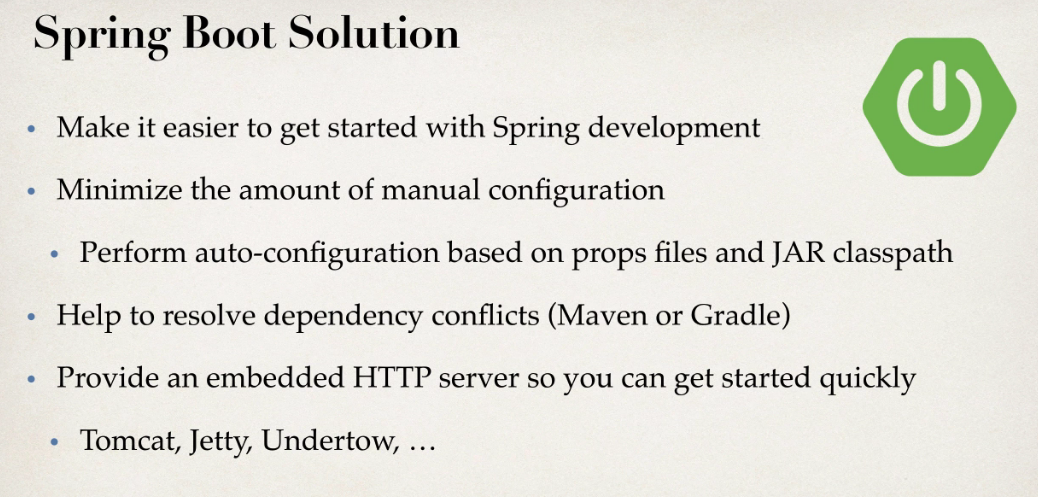 Spring Boot Solution
• Make it easier to get started with Spring development
• Minimize the amount of manual configuration
• Perform auto-configuration based on props files and JAR classpath
• Help to resolve dependency conflicts (Maven or Gradle)
• Provide an embedded HTTP server so you can get started quickly
• Tomcat, Jetty, Undertow, …